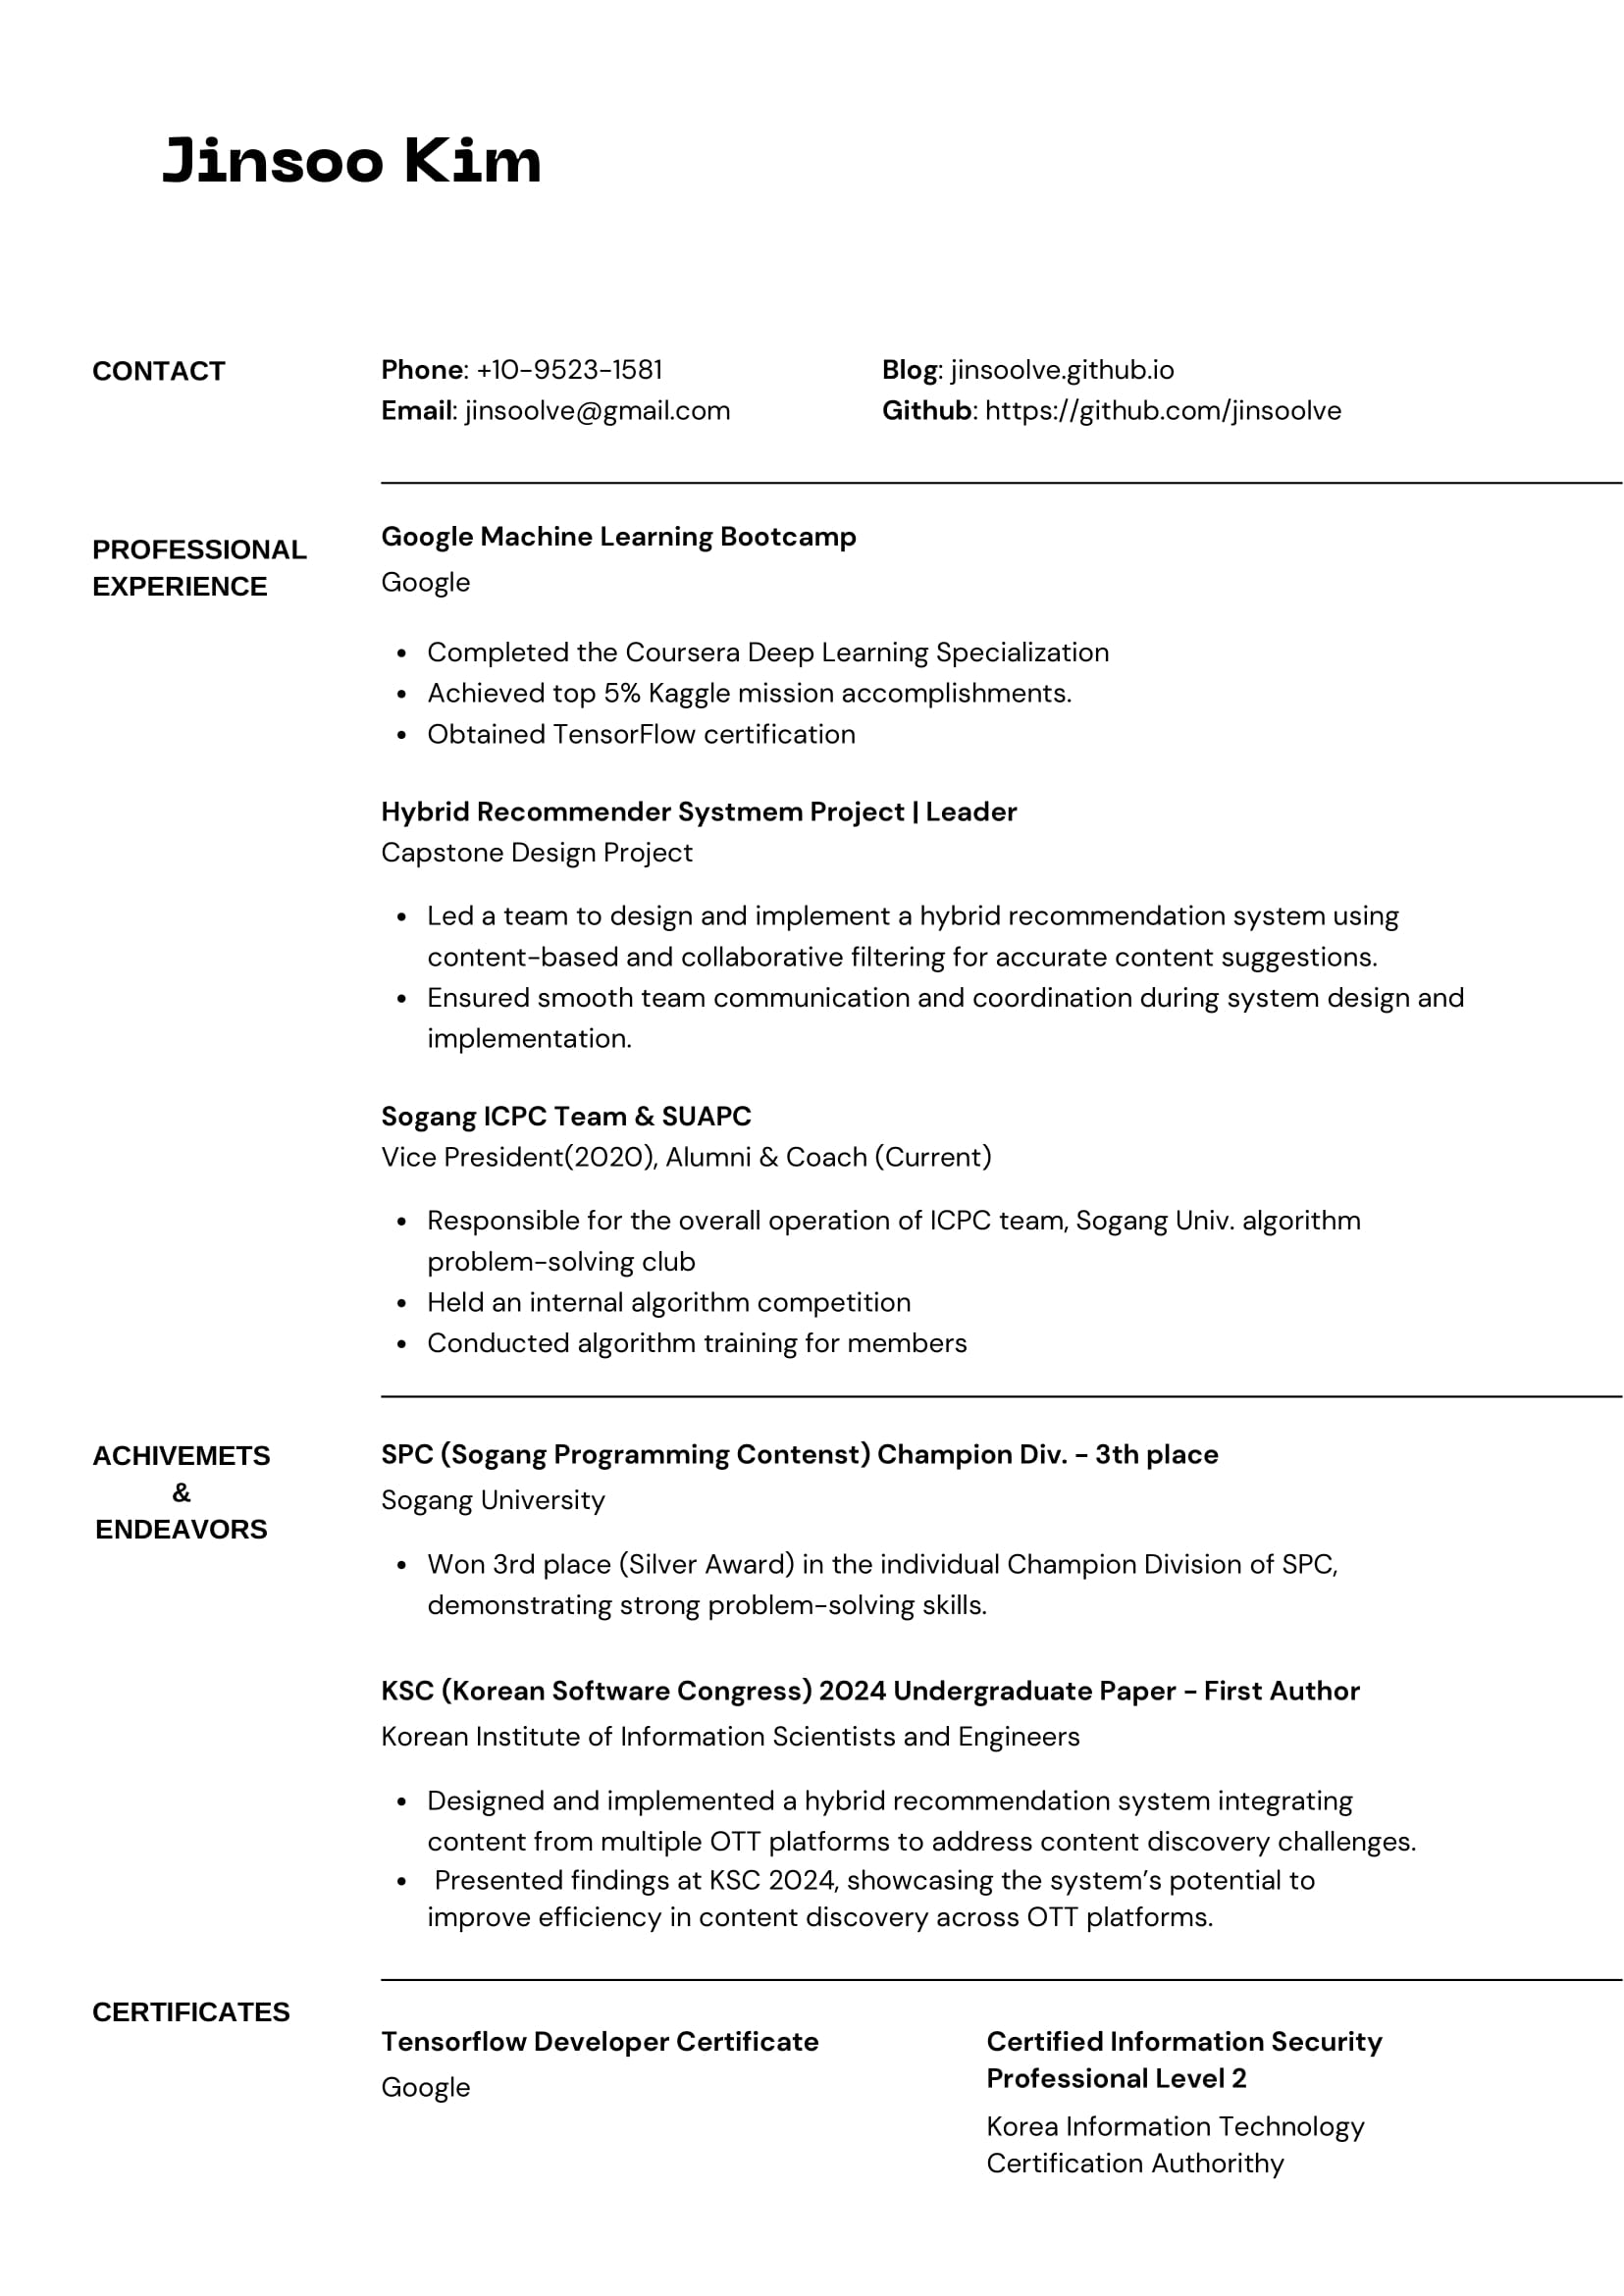 Jinsoo Kim
CONTACT
Phone: +10-9523-1581
Email: jinsoolve@gmail.com
Blog: jinsoolve.github.io
Github: https://github.com/jinsoolve
PROFESSIONAL
EXPERIENCE
Google Machine Learning Bootcamp
Google
• Completed the Coursera Deep Learning Specialization
• Achieved top 5% Kaggle mission accomplishments.
• Obtained TensorFlow certification
Hybrid Recommender Systmem Project | Leader
Capstone Design Project
• Led a team to design and implement a hybrid recommendation system using
content-based and collaborative filtering for accurate content suggestions.
• Ensured smooth team communication and coordination during system design and
implementation.
Sogang ICPC Team & SUAPC
Vice President(2020), Alumni & Coach (Current)
• Responsible for the overall operation of ICPC team, Sogang Univ. algorithm
problem-solving club
• Held an internal algorithm competition
• Conducted algorithm training for members
ACHIVEMETS
&
ENDEAVORS
SPC (Sogang Programming Contenst) Champion Div. - 3th place
Sogang University
• Won 3rd place (Silver Award) in the individual Champion Division of SPC,
demonstrating strong problem-solving skills.
KSC (Korean Software Congress) 2024 Undergraduate Paper - First Author
Korean Institute of Information Scientists and Engineers
• Designed and implemented a hybrid recommendation system integrating
content from multiple OTT platforms to address content discovery challenges.
• Presented findings at KSC 2024, showcasing the system's potential to
improve efficiency in content discovery across OTT platforms.
CERTIFICATES
Tensorflow Developer Certificate
Google
Certified Information Security
Professional Level 2
Korea Information Technology
Certification Authorithy